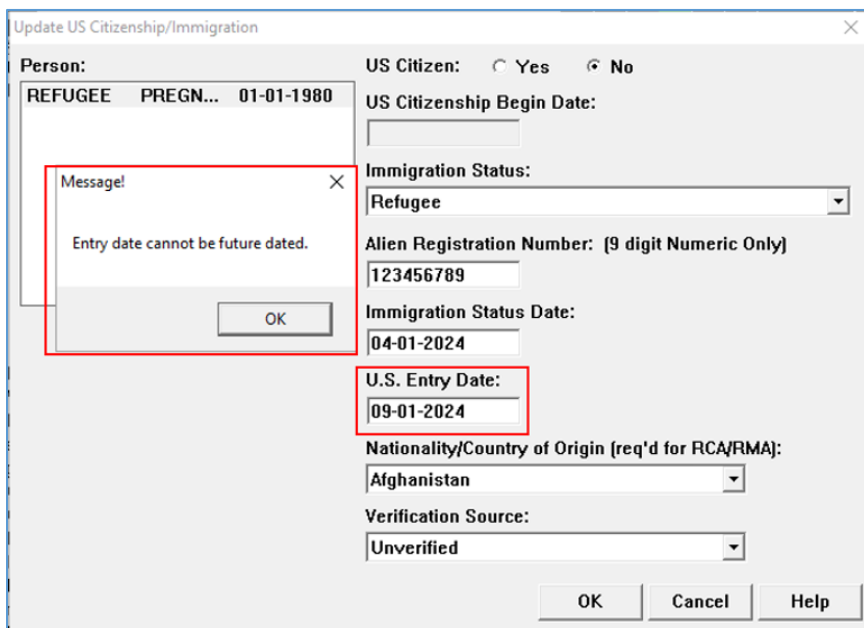 Update US Citizenship/Immigration
Person:
REFUGEE PREGN... 01-01-1980
US Citizen: Yes No
US Citizenship Begin Date:
Immigration Status:
Refugee
Alien Registration Number: (9 digit Numeric Only)
123456789
Immigration Status Date:
04-01-2024
U.S. Entry Date:
09-01-2024
Nationality/Country of Origin (req'd for RCA/RMA):
Afghanistan
Verification Source:
Unverified
OK Cancel Help
Message!
Entry date cannot be future dated.
OK